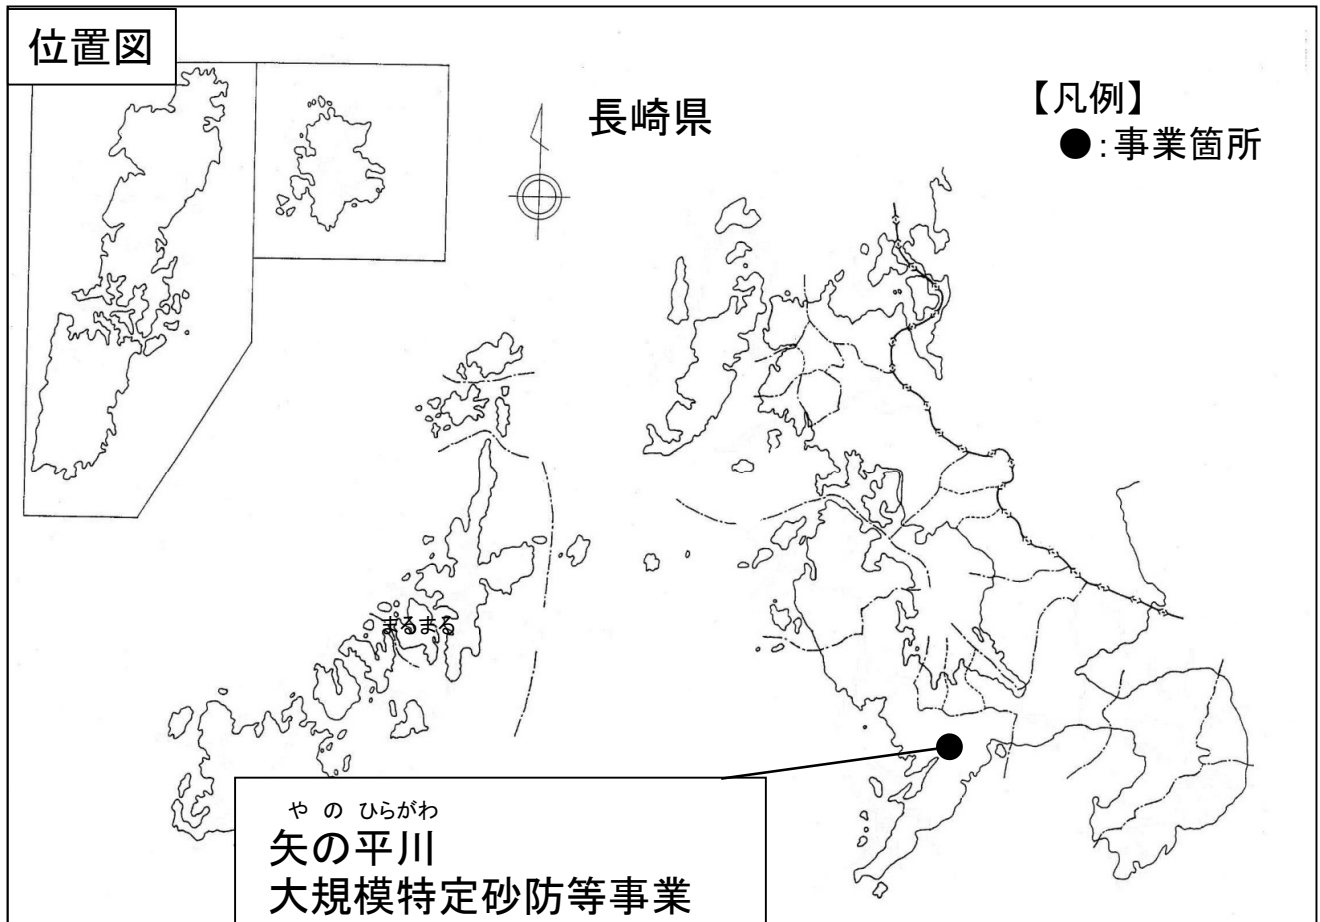 位置図
長崎県
【凡例】
●:事業箇所
まるまる
や の ひらがわ
矢の平川
大規模特定砂防等事業